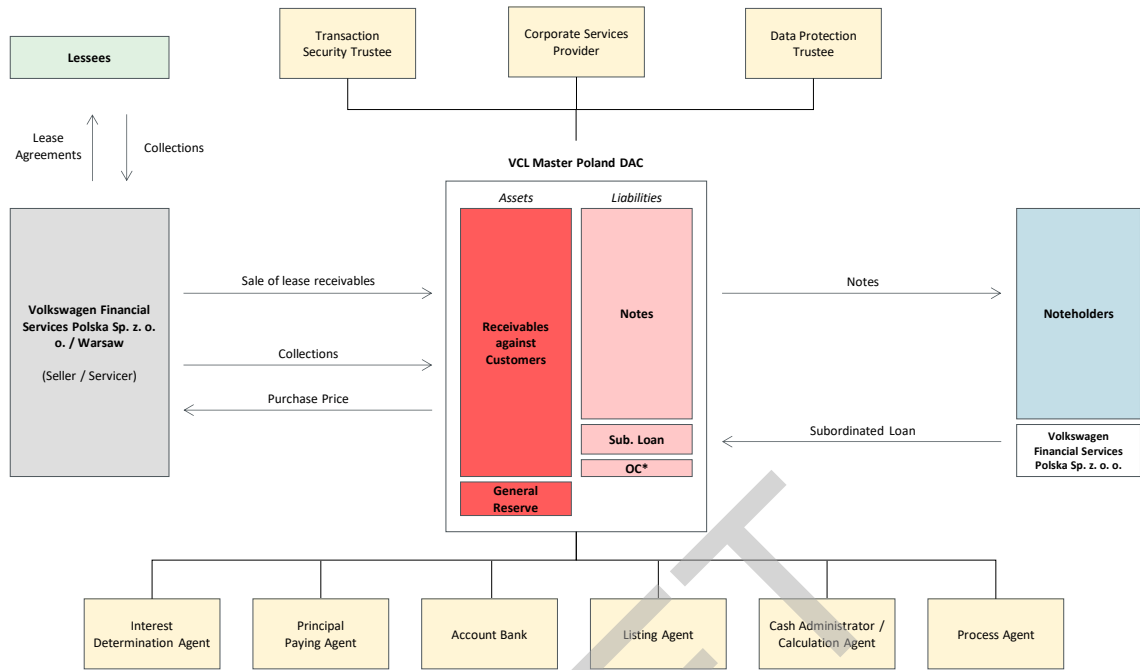 Transaction
Security Trustee
Corporate Services
Provider
Data Protection
Trustee
Lessees
Lease
Agreements
Collections
VCL Master Poland DAC
Assets
Liabilities
Volkswagen Financial
Services Polska Sp. z. o.
o. / Warsaw
(Seller / Servicer)
Sale of lease receivables
Collections
Purchase Price
Receivables
against
Customers
General
Reserve
Notes
Sub. Loan
OC*
Notes
Subordinated Loan
Noteholders
Volkswagen
Financial Services
Polska Sp. z. o. o.
Interest
Determination Agent
Principal
Paying Agent
Account Bank
Listing Agent
Cash Administrator /
Calculation Agent
Process Agent